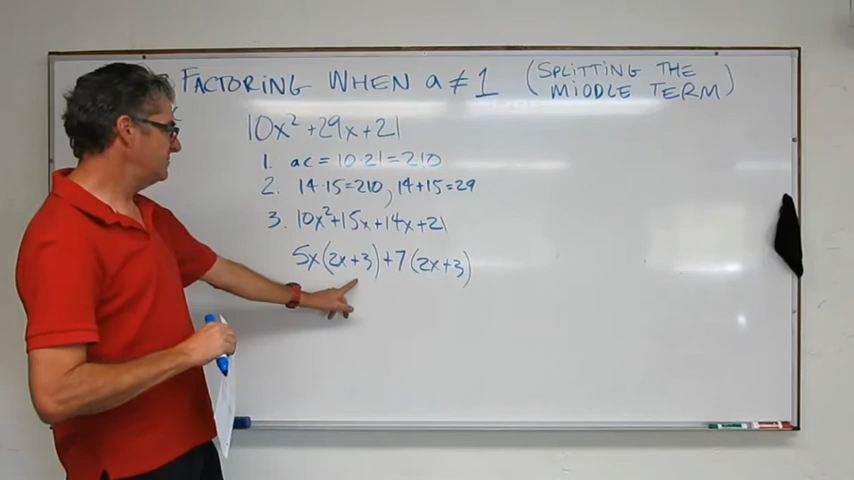 FACTORING WHEN a ≠ 1 (SPLITTING THE MIDDLE TERM)
10x² + 29x + 21
1. ac = 10·21 = 210
2. 14·15 = 210, 14 + 15 = 29
3. 10x² + 15x + 14x + 21
5x(2x + 3) + 7(2x + 3)